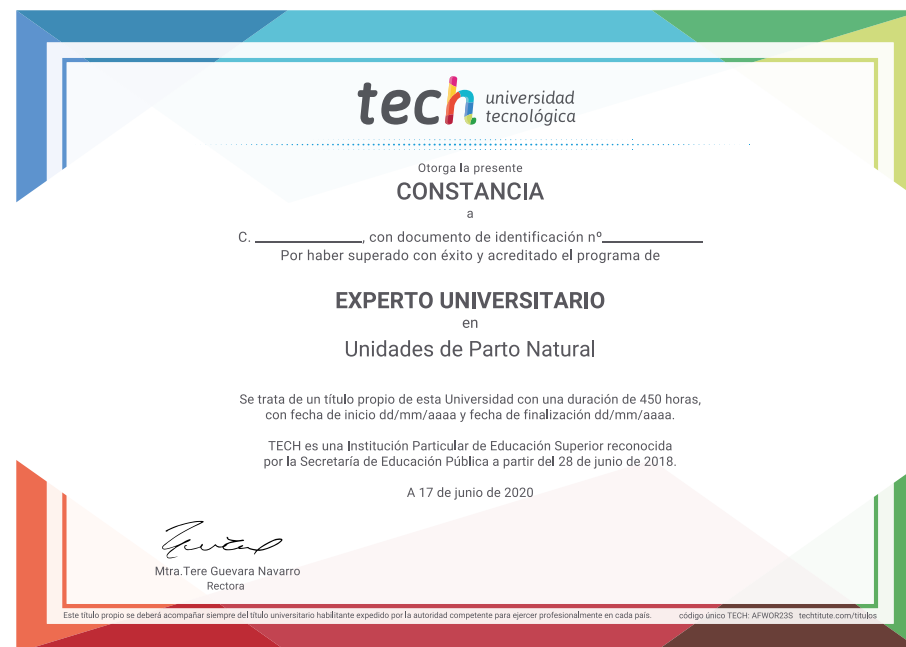 tech universidad
tecnológica
Otorga la presente
CONSTANCIA
a
C. ____________, con documento de identificación nº____________
Por haber superado con éxito y acreditado el programa de
EXPERTO UNIVERSITARIO
en
Unidades de Parto Natural
Se trata de un título propio de esta Universidad con una duración de 450 horas,
con fecha de inicio dd/mm/aaaa y fecha de finalización dd/mm/aaaa.
TECH es una Institución Particular de Educación Superior reconocida
por la Secretaría de Educación Pública a partir del 28 de junio de 2018.
A 17 de junio de 2020
Mtra.Tere Guevara Navarro
Rectora
Este título propio se deberá acompañar siempre del título universitario habilitante expedido por la autoridad competente para ejercer profesionalmente en cada país. código único TECH: AFWOR23S techtitute.com/titulos